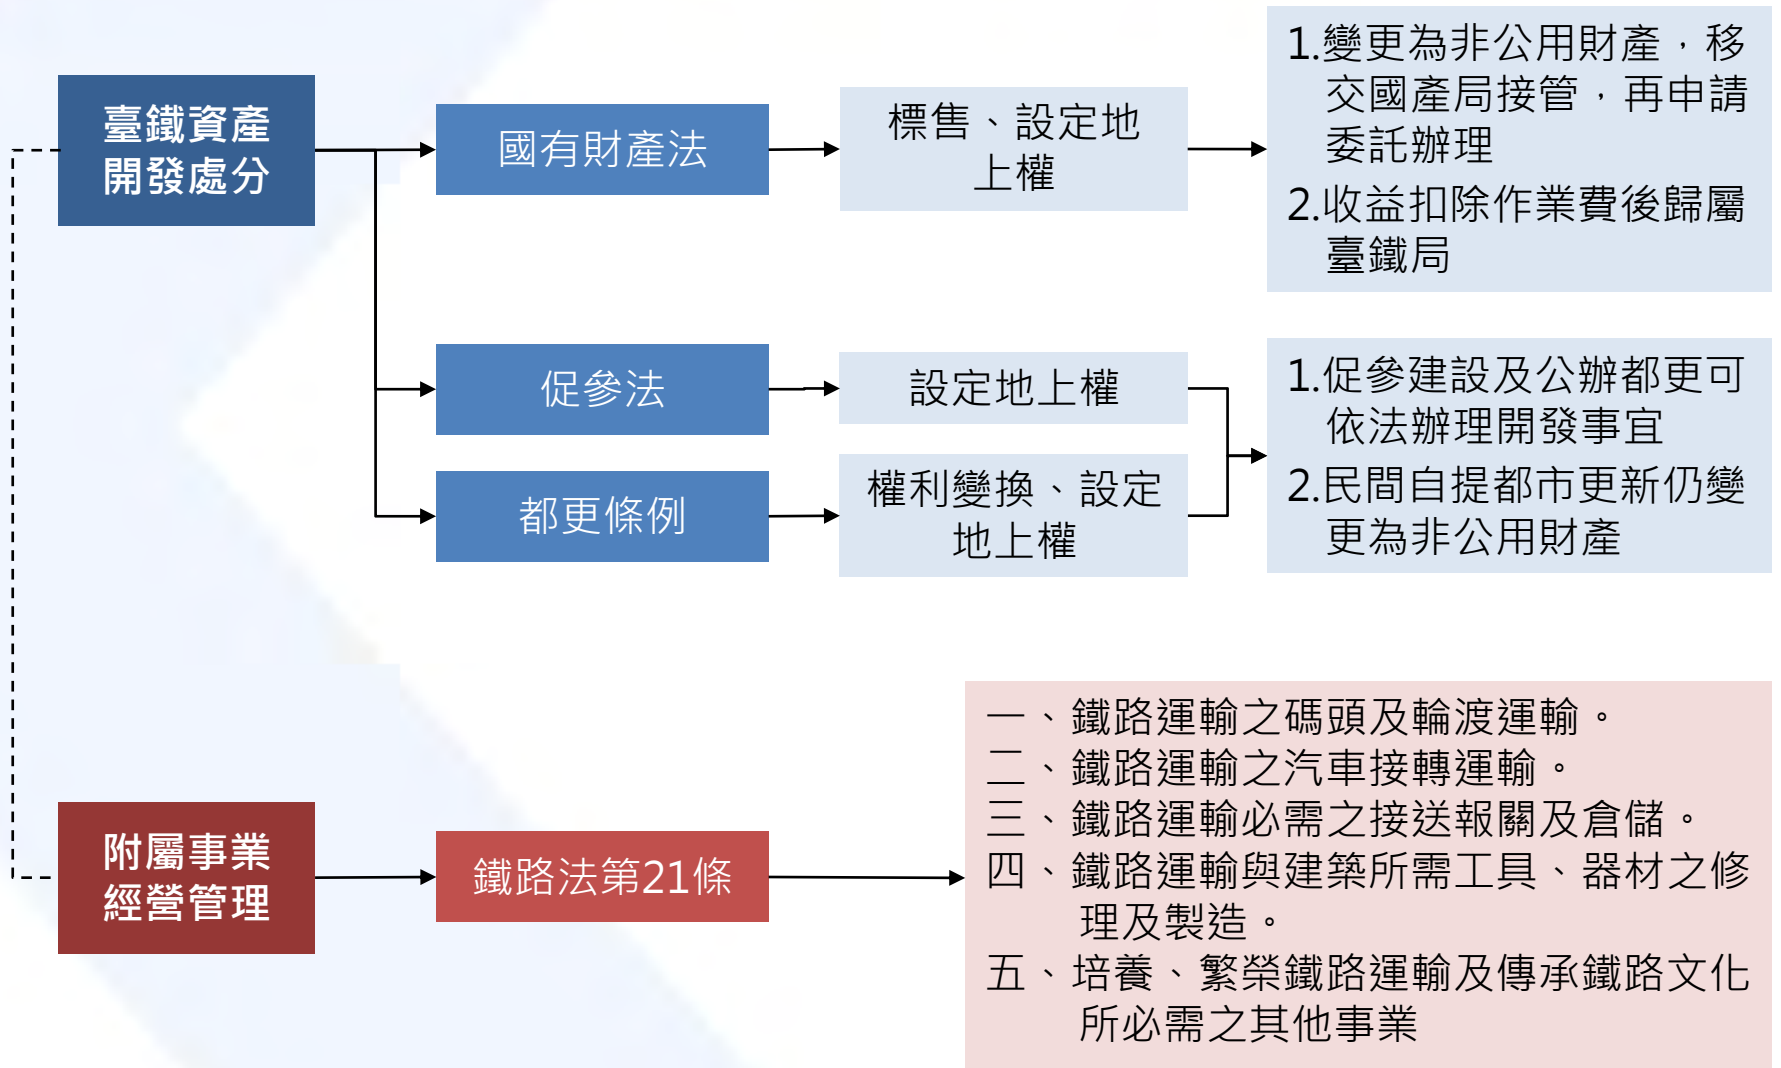 臺鐵資產
開發處分
國有財產法
標售、設定地
上權
1.變更為非公用財產，移
交國產局接管，再申請
委託辦理
2.收益扣除作業費後歸屬
臺鐵局
促參法
設定地上權
都更條例
權利變換、設定
地上權
1.促參建設及公辦都更可
依法辦理開發事宜
2.民間自提都市更新仍變
更為非公用財產
附屬事業
經營管理
鐵路法第21條
一、鐵路運輸之碼頭及輪渡運輸。
二、鐵路運輸之汽車接轉運輸。
三、鐵路運輸必需之接送報關及倉儲。
四、鐵路運輸與建築所需工具、器材之修
理及製造。
五、培養、繁榮鐵路運輸及傳承鐵路文化
所必需之其他事業